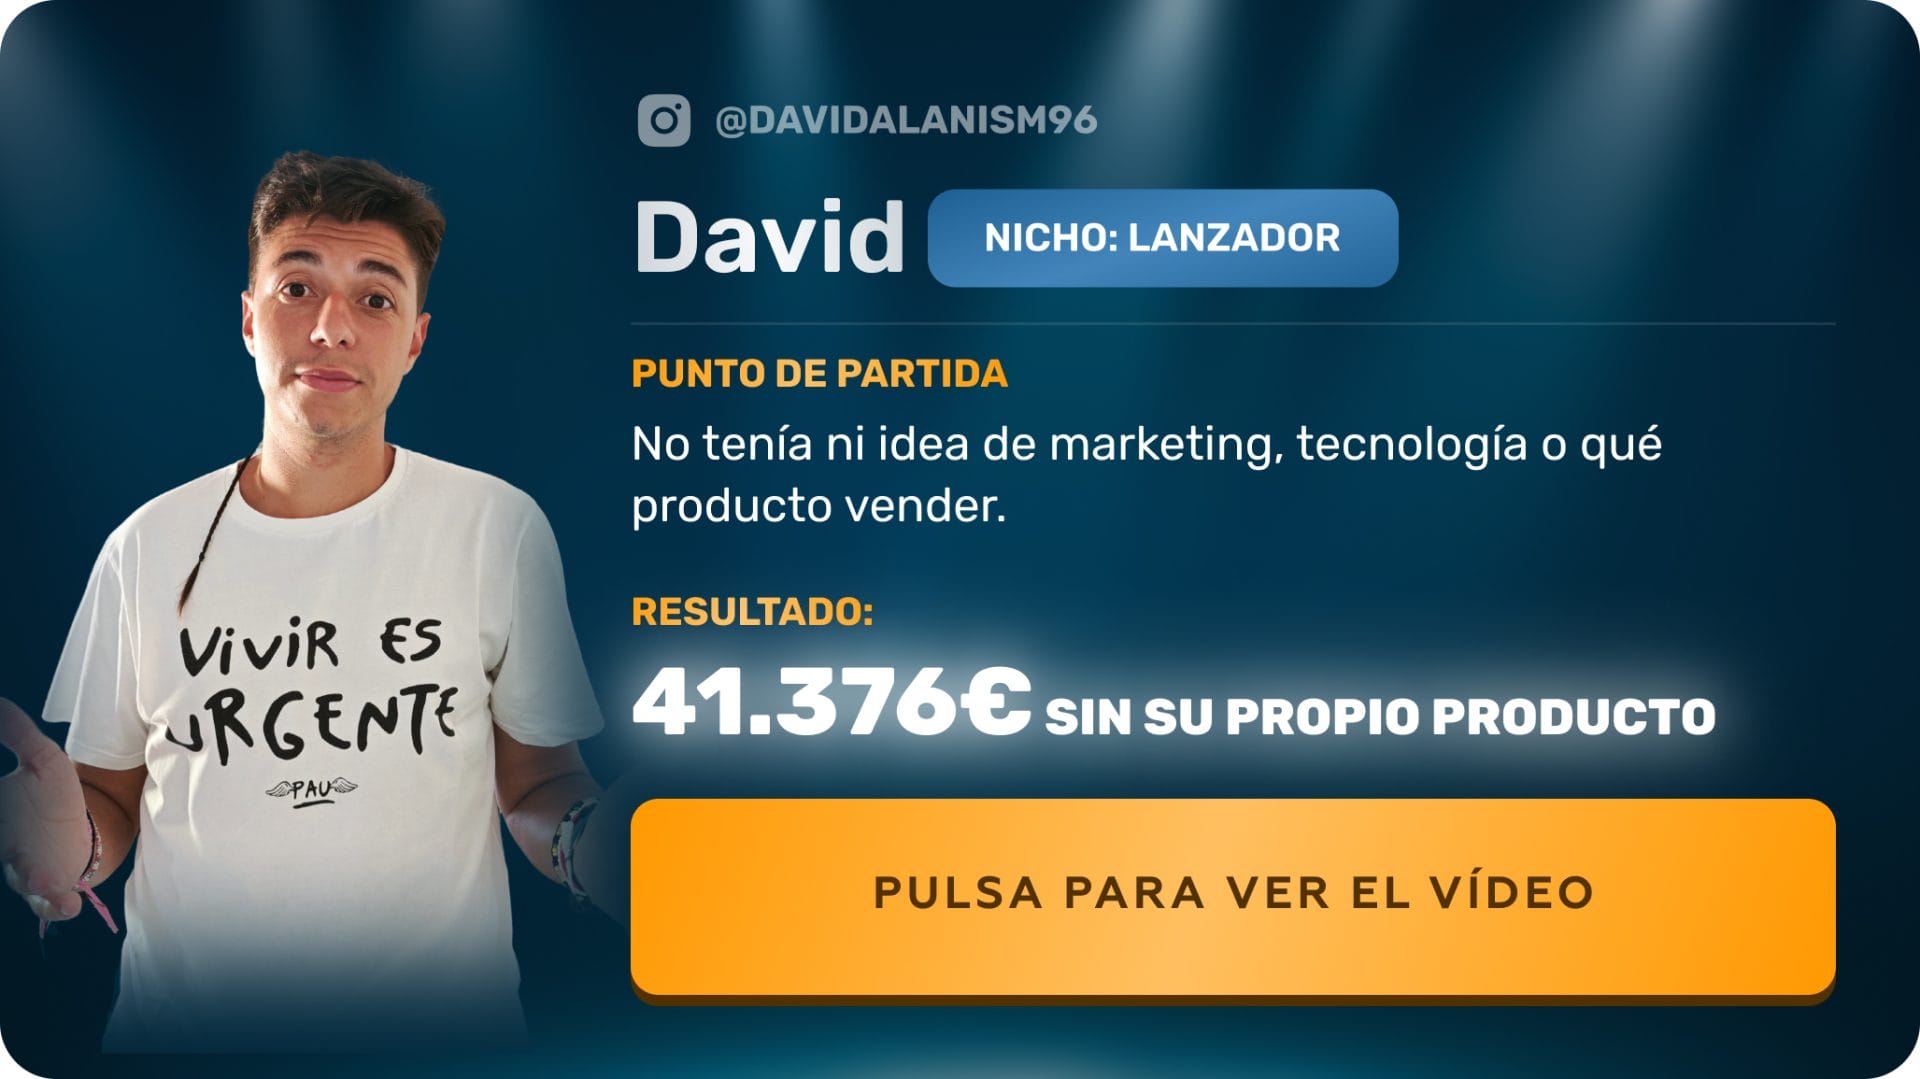 @DAVIDALANISM96
David
NICHO: LANZADOR
PUNTO DE PARTIDA
No tenía ni idea de marketing, tecnología o qué
producto vender.
RESULTADO:
41.376€ SIN SU PROPIO PRODUCTO
PULSA PARA VER EL VÍDEO
VIVIR ES
URGENTE
PAU